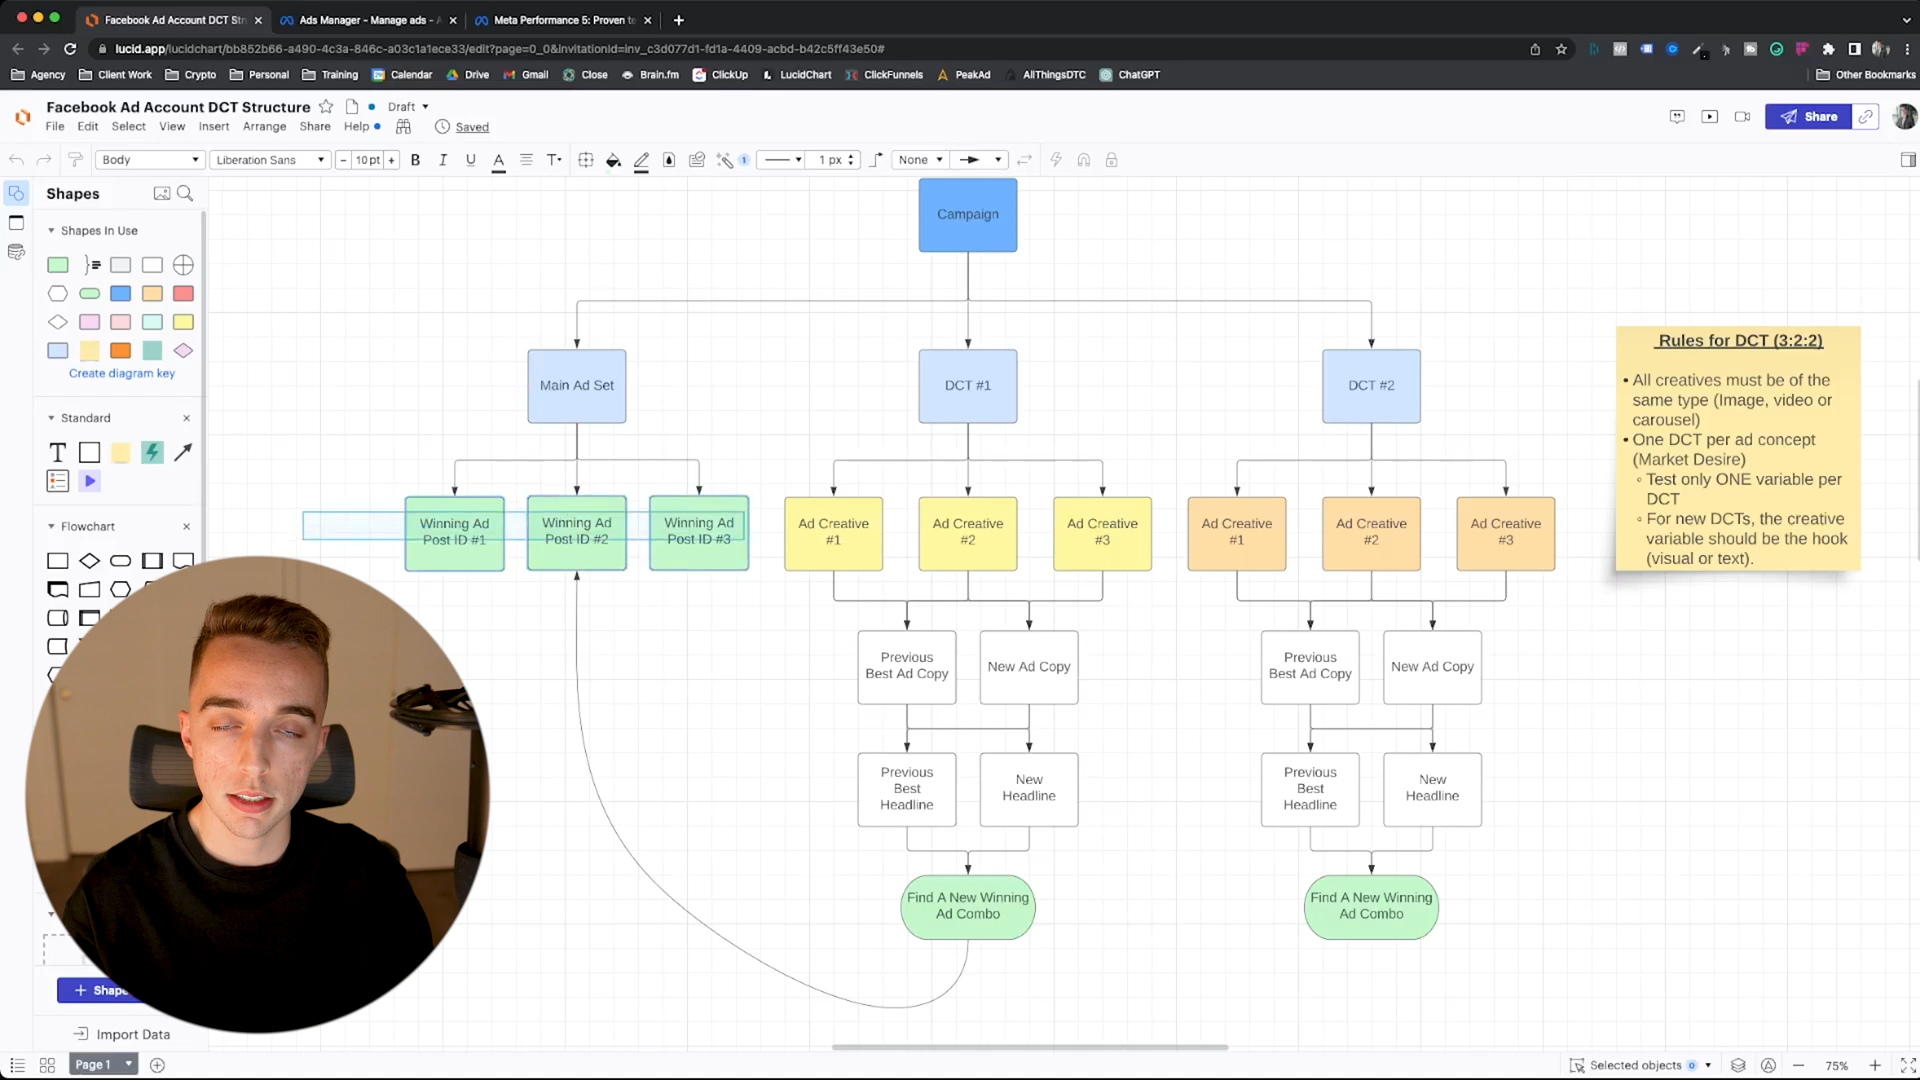 Facebook Ad Account DCT Str
Ads Manager - Manage ads -
Meta Performance 5: Proven t
lucid.app/lucidchart/bb852b66-a490-4c3a-846c-a03c1a1ece33/edit?page=0_0&invitationId=inv_c3d077d1-fd1a-4409-acbd-b42c5ff43e50#
Agency
Client Work
Crypto
Personal
Training
Calendar
Drive
Gmail
Close
Brain.fm
ClickUp
LucidChart
ClickFunnels
PeakAd
AllThingsDTC
ChatGPT
Other Bookmarks
Facebook Ad Account DCT Structure
Draft
File
Edit
Select
View
Insert
Arrange
Share
Help
Saved
Share
Body
Liberation Sans
10 pt
B
I
U
A
T
1
1 px
None
Shapes
Shapes In Use
Create diagram key
Standard
T
Flowchart
Shape
Import Data
Campaign
Main Ad Set
DCT #1
DCT #2
Winning Ad
Post ID #1
Winning Ad
Post ID #2
Winning Ad
Post ID #3
Ad Creative
#1
Ad Creative
#2
Ad Creative
#3
Ad Creative
#1
Ad Creative
#2
Ad Creative
#3
Previous
Best Ad Copy
New Ad Copy
Previous
Best Ad Copy
New Ad Copy
Previous
Best
Headline
New
Headline
Previous
Best
Headline
New
Headline
Find A New Winning
Ad Combo
Find A New Winning
Ad Combo
Rules for DCT (3:2:2)
• All creatives must be of the
same type (Image, video or
carousel)
• One DCT per ad concept
(Market Desire)
◦ Test only ONE variable per
DCT
◦ For new DCTs, the creative
variable should be the hook
(visual or text).
Page 1
Selected objects
0
75%